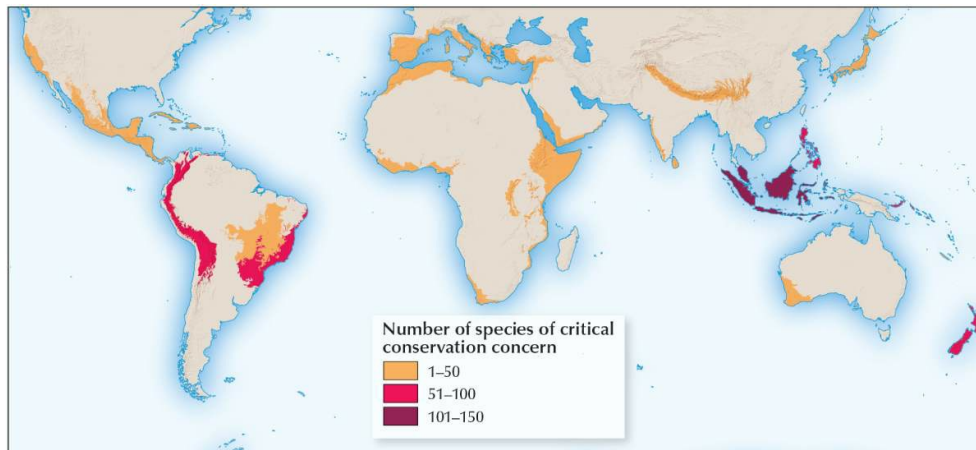 Number of species of critical
conservation concern
1–50
51–100
101–150